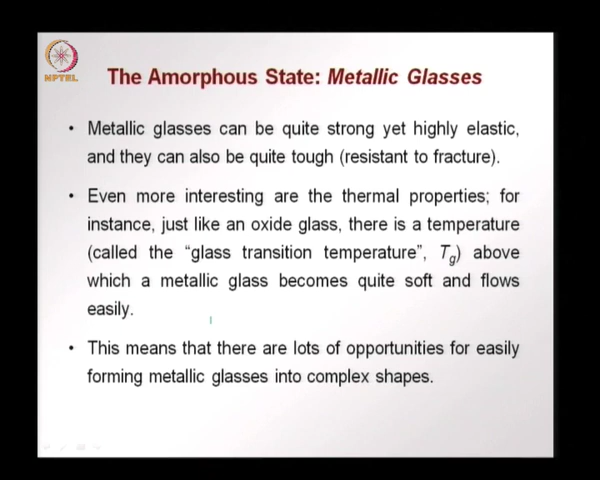 NPTEL
The Amorphous State: Metallic Glasses
• Metallic glasses can be quite strong yet highly elastic,
and they can also be quite tough (resistant to fracture).
• Even more interesting are the thermal properties; for
instance, just like an oxide glass, there is a temperature
(called the “glass transition temperature”, Tg) above
which a metallic glass becomes quite soft and flows
easily.
• This means that there are lots of opportunities for easily
forming metallic glasses into complex shapes.